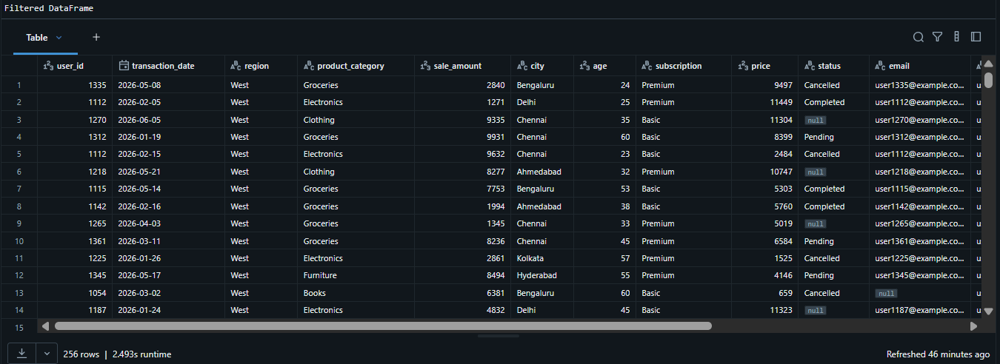 Filtered DataFrame
Table
user_id transaction_date region product_category sale_amount city age subscription price status email
1 1335 2026-05-08 West Groceries 2840 Bengaluru 24 Premium 9497 Cancelled user1335@example.co... u
2 1112 2026-02-05 West Electronics 1271 Delhi 25 Premium 11449 Completed user1112@example.co... u
3 1270 2026-06-05 West Clothing 9335 Chennai 35 Basic 11304 null user1270@example.co... u
4 1312 2026-01-19 West Groceries 9931 Chennai 60 Basic 8399 Pending user1312@example.co... u
5 1112 2026-02-15 West Electronics 9632 Chennai 23 Basic 2484 Cancelled user1112@example.co... u
6 1218 2026-05-21 West Clothing 8277 Ahmedabad 32 Premium 10747 null user1218@example.co... u
7 1115 2026-05-14 West Groceries 7753 Bengaluru 53 Basic 5303 Completed user1115@example.co... u
8 1142 2026-02-16 West Groceries 1994 Ahmedabad 38 Basic 5760 Completed user1142@example.co... u
9 1265 2026-04-03 West Groceries 1345 Chennai 33 Premium 5019 null user1265@example.co... u
10 1361 2026-03-11 West Groceries 8236 Chennai 45 Premium 6584 Pending user1361@example.co... u
11 1225 2026-01-26 West Electronics 2861 Kolkata 57 Premium 1525 Cancelled user1225@example.co... u
12 1345 2026-05-17 West Furniture 8494 Hyderabad 55 Premium 4146 Pending user1345@example.co... u
13 1054 2026-03-02 West Books 6381 Bengaluru 60 Basic 659 Cancelled null u
14 1187 2026-01-24 West Electronics 4832 Delhi 45 Basic 11323 null user1187@example.co... u
15
256 rows | 2.493s runtime Refreshed 46 minutes ago